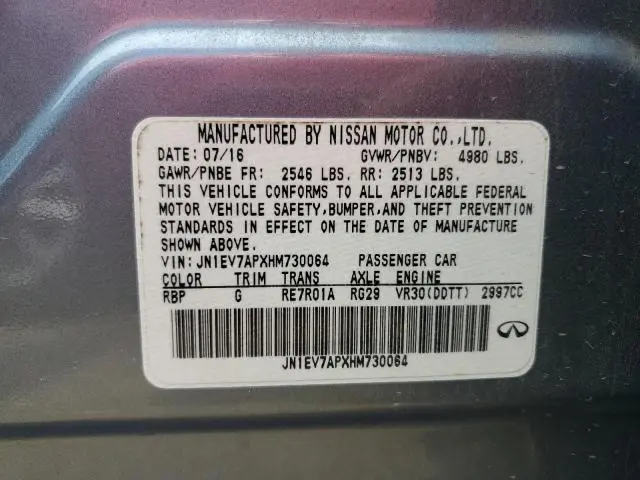 MANUFACTURED BY NISSAN MOTOR CO.,LTD.
DATE: 07/16 GVWR/PNBV: 4980 LBS.
GAWR/PNBE FR: 2546 LBS. RR: 2513 LBS.
THIS VEHICLE CONFORMS TO ALL APPLICABLE FEDERAL
MOTOR VEHICLE SAFETY,BUMPER,AND THEFT PREVENTION
STANDARDS IN EFFECT ON THE DATE OF MANUFACTURE
SHOWN ABOVE.
VIN: JN1EV7APXHM730064 PASSENGER CAR
COLOR TRIM TRANS AXLE ENGINE
RBP G RE7R01A RG29 VR30(DDTT) 2997CC
JN1EV7APXHM730064